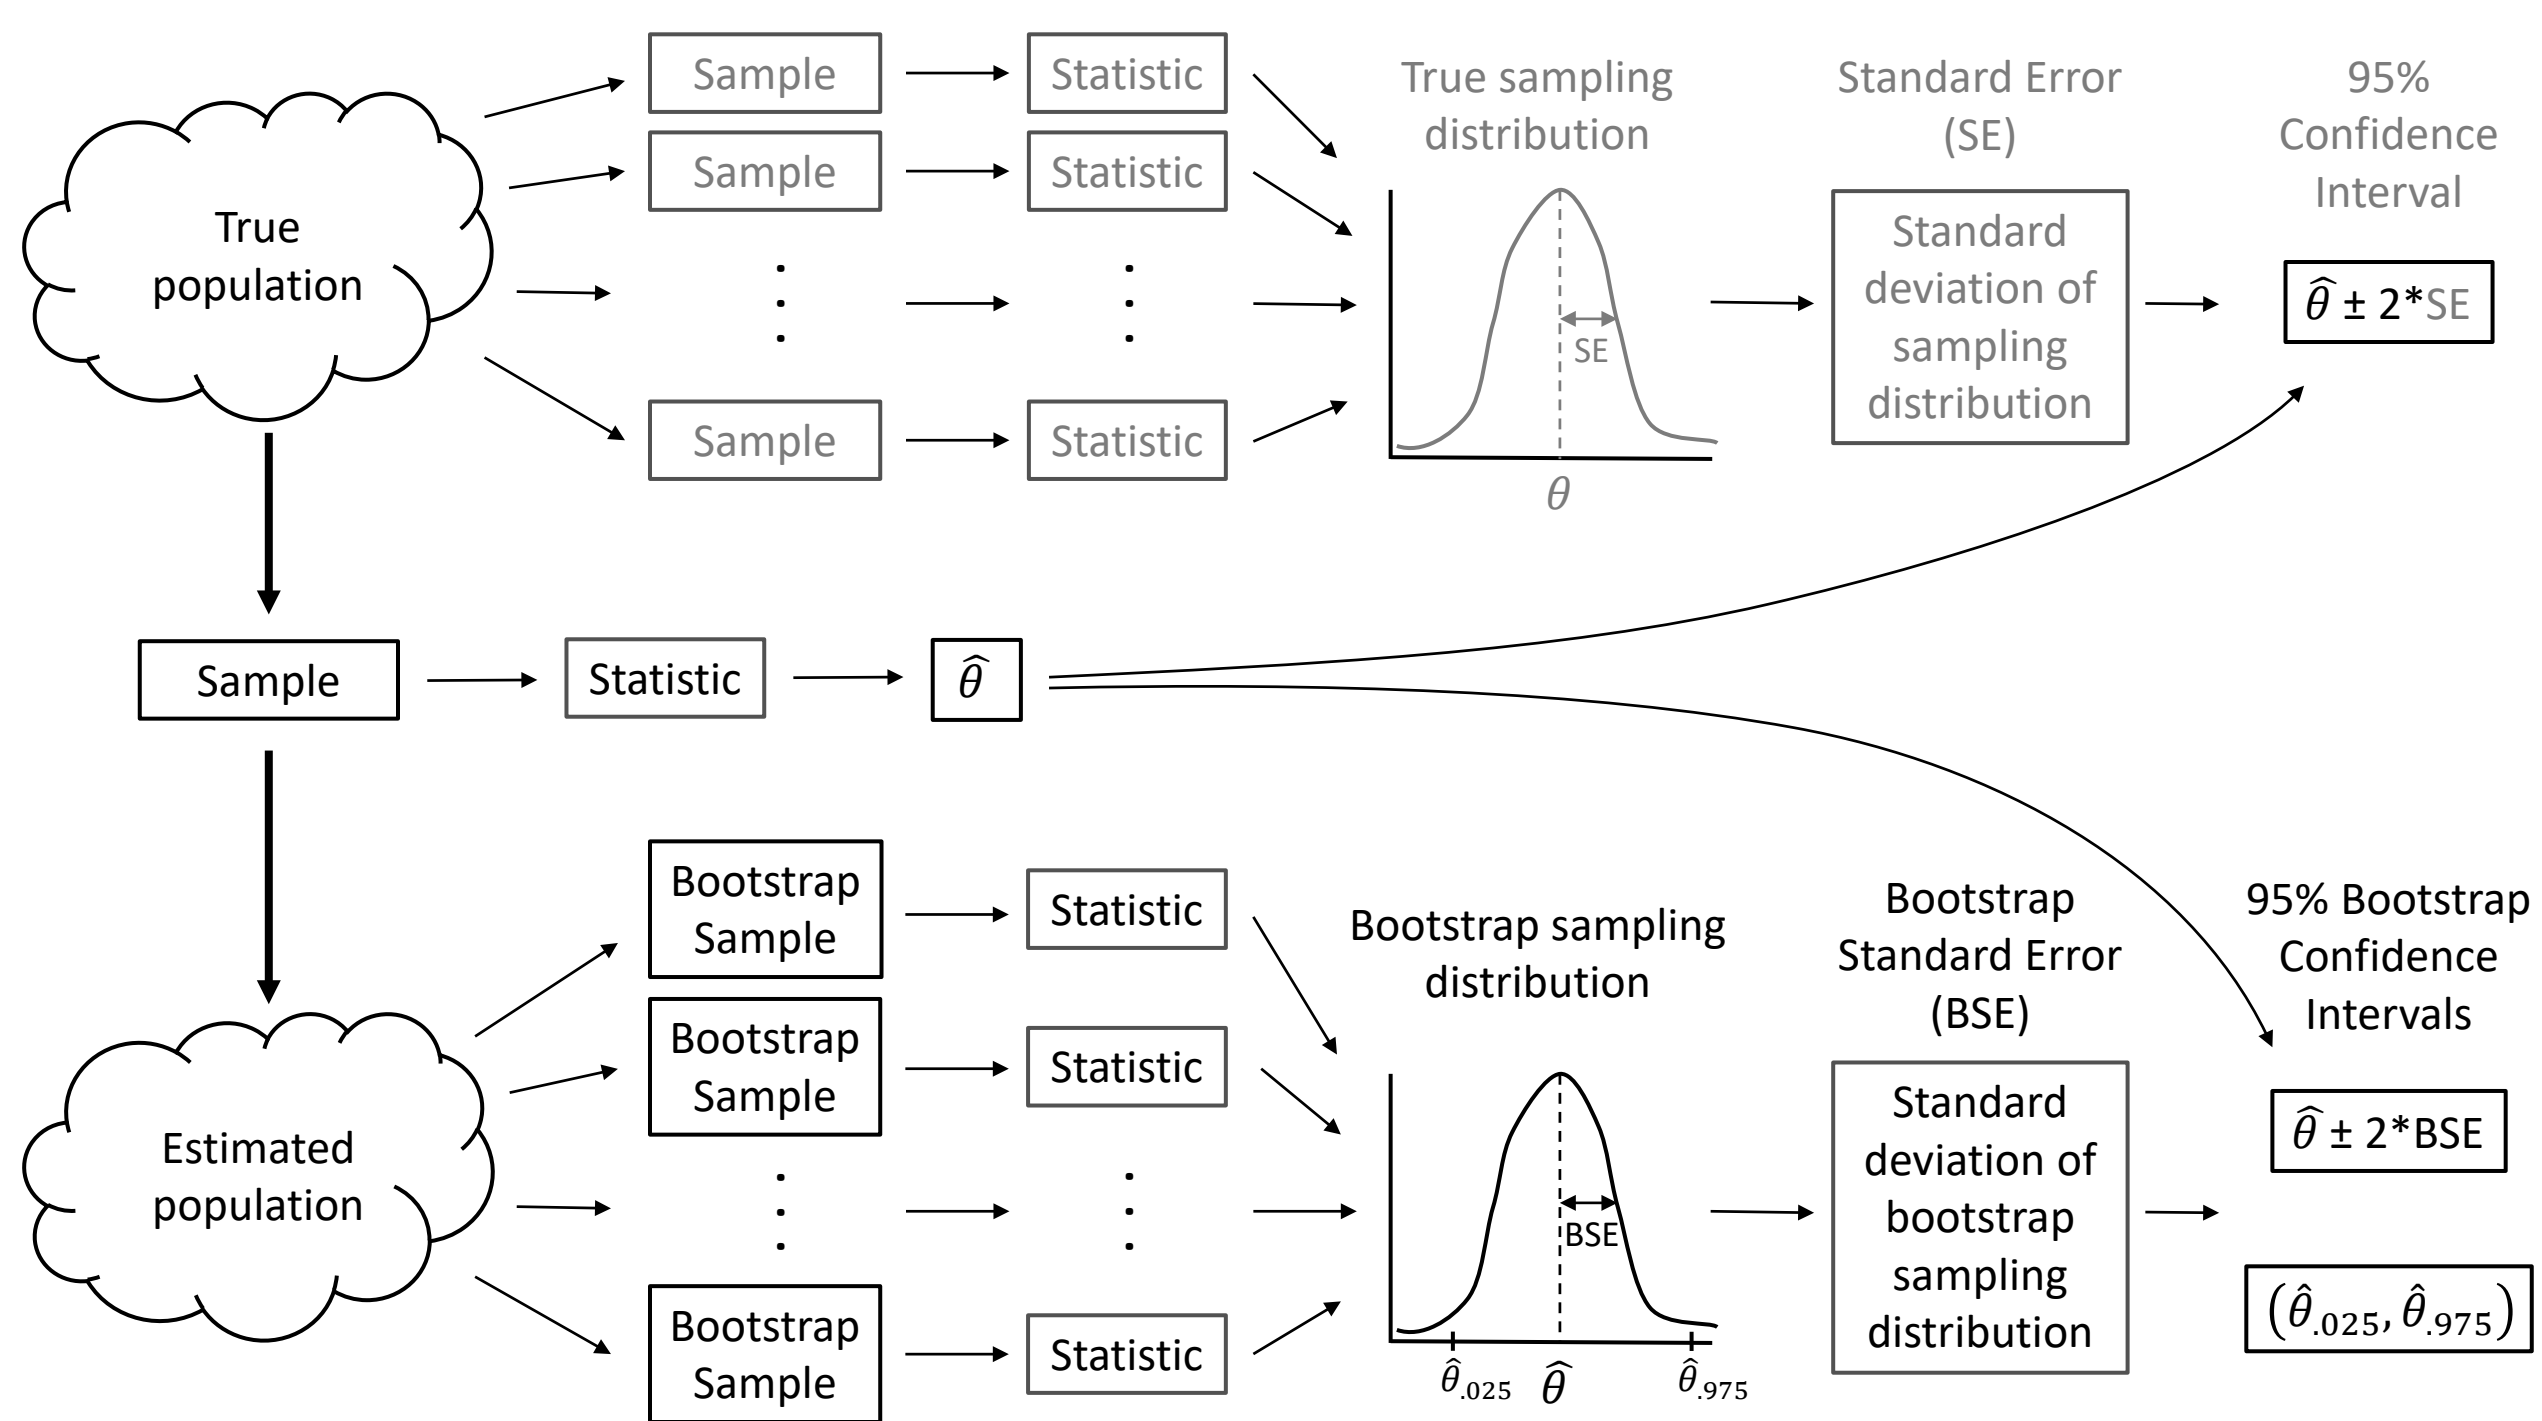 True
population
Sample
Statistic
Sample
Statistic
Sample
Statistic
True sampling
distribution
SE
θ
Standard Error
(SE)
Standard
deviation of
sampling
distribution
95%
Confidence
Interval
θ̂ ± 2*SE
Sample
Statistic
θ̂
Estimated
population
Bootstrap
Sample
Statistic
Bootstrap
Sample
Statistic
Bootstrap
Sample
Statistic
Bootstrap sampling
distribution
BSE
θ̂.025 θ̂ θ̂.975
Bootstrap
Standard Error
(BSE)
Standard
deviation of
bootstrap
sampling
distribution
95% Bootstrap
Confidence
Intervals
θ̂ ± 2*BSE
(θ̂.025, θ̂.975)